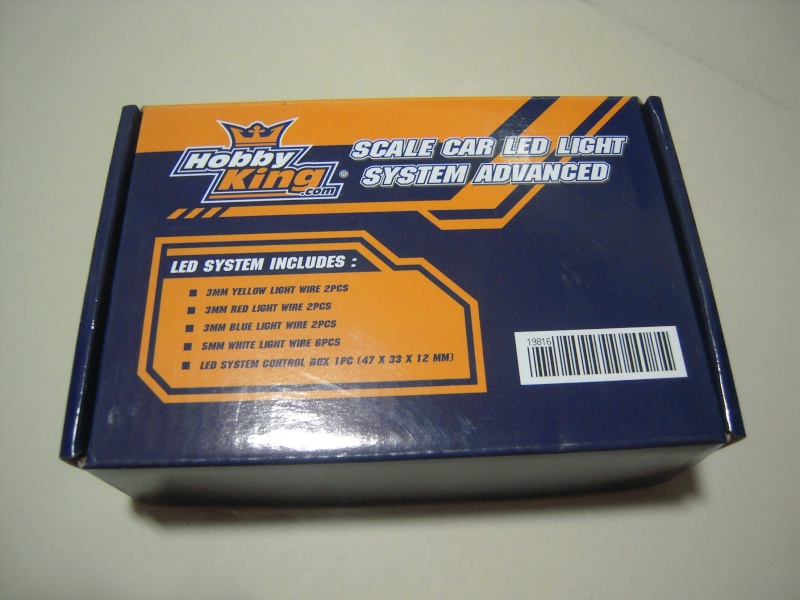 Hobby
King
.com
®
SCALE CAR LED LIGHT
SYSTEM ADVANCED
LED SYSTEM INCLUDES :
■ 3MM YELLOW LIGHT WIRE 2PCS
■ 3MM RED LIGHT WIRE 2PCS
■ 3MM BLUE LIGHT WIRE 2PCS
■ 5MM WHITE LIGHT WIRE 6PCS
■ LED SYSTEM CONTROL BOX 1PC (47 X 33 X 12 MM)
19816